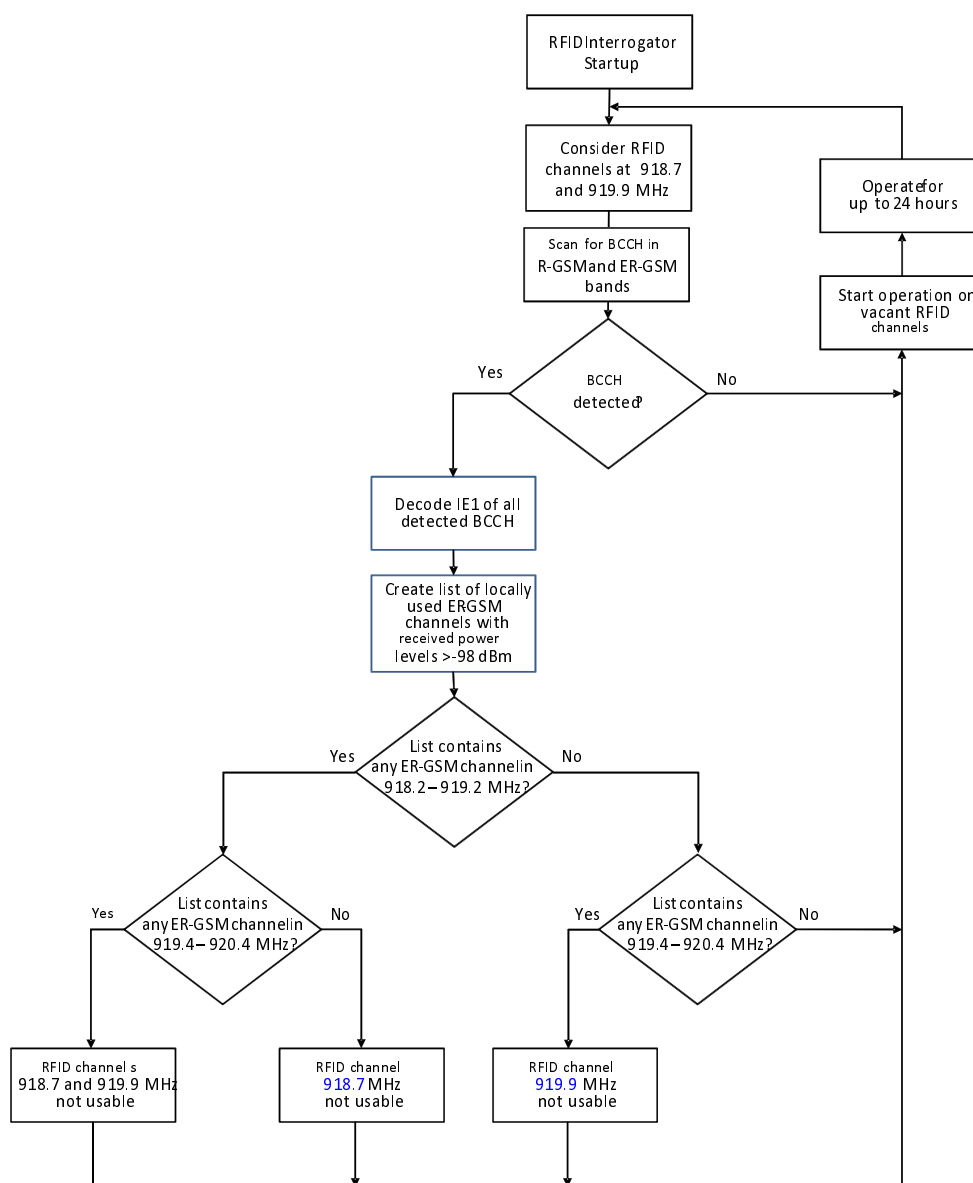 RFIDInterrogator
Startup
Consider RFID
channels at 918.7
and 919.9 MHz
Operatefor
up to 24 hours
Scan for BCCH in
R-GSMand ER-GSM
bands
Start operation on
vacant RFID
channels
Yes
BCCH
detected?
No
Decode IE1 of all
detected BCCH
Create list of locally
used ER-GSM
channels with
received power
levels >-98 dBm
Yes
List contains
any ER-GSMchannelin
918.2–919.2 MHz?
No
Yes
List contains
any ER-GSMchannelin
919.4–920.4 MHz?
No
Yes
List contains
any ER-GSMchannelin
919.4–920.4 MHz?
No
RFID channel s
918.7 and 919.9 MHz
not usable
RFID channel
918.7 MHz
not usable
RFID channel
919.9 MHz
not usable